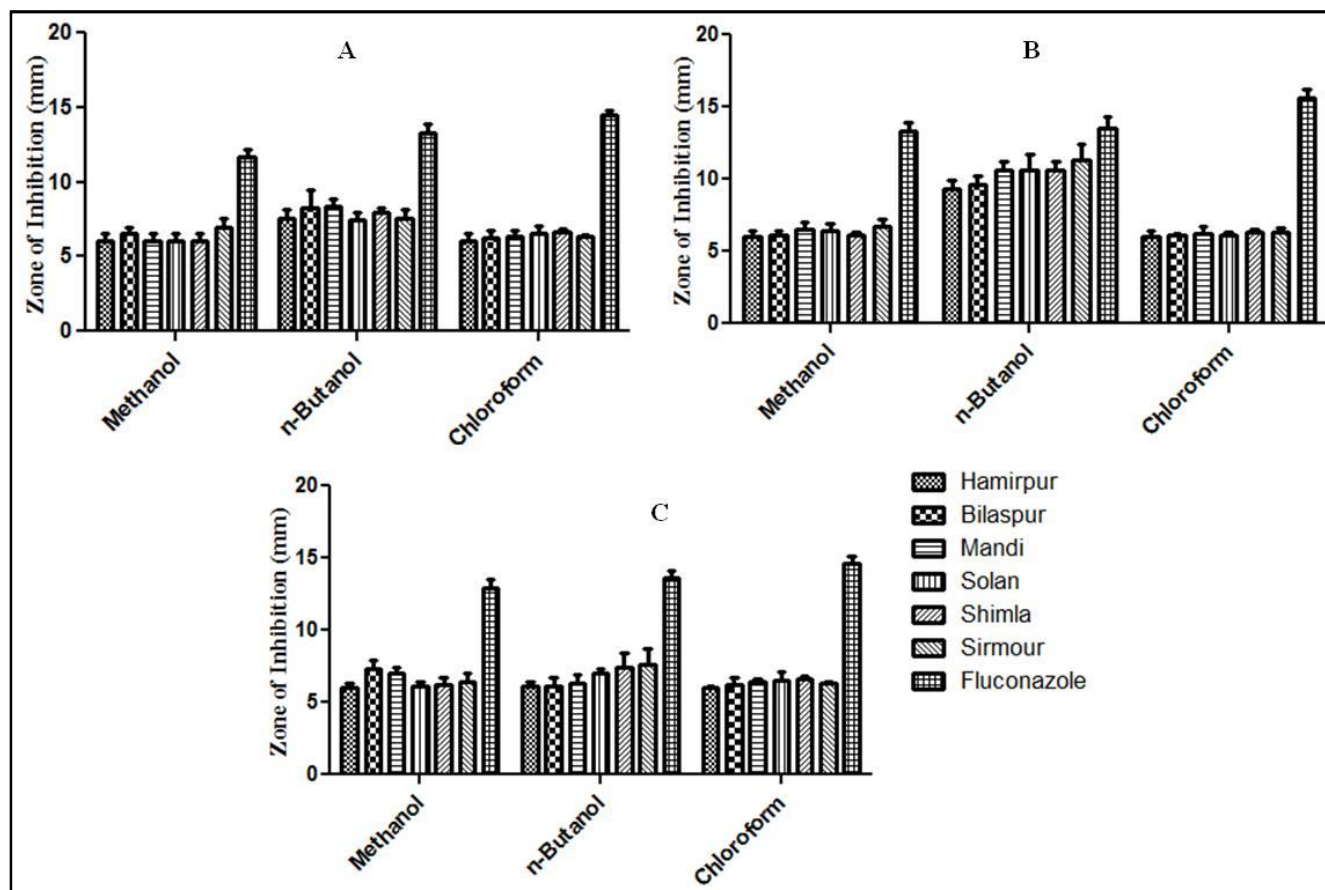 A
Zone of Inhibition (mm)
20
15
10
5
0
Methanol
n-Butanol
Chloroform
B
Zone of Inhibition (mm)
20
15
10
5
0
Methanol
n-Butanol
Chloroform
C
Zone of Inhibition (mm)
20
15
10
5
0
Methanol
n-Butanol
Chloroform
Hamirpur
Bilaspur
Mandi
Solan
Shimla
Sirmour
Fluconazole